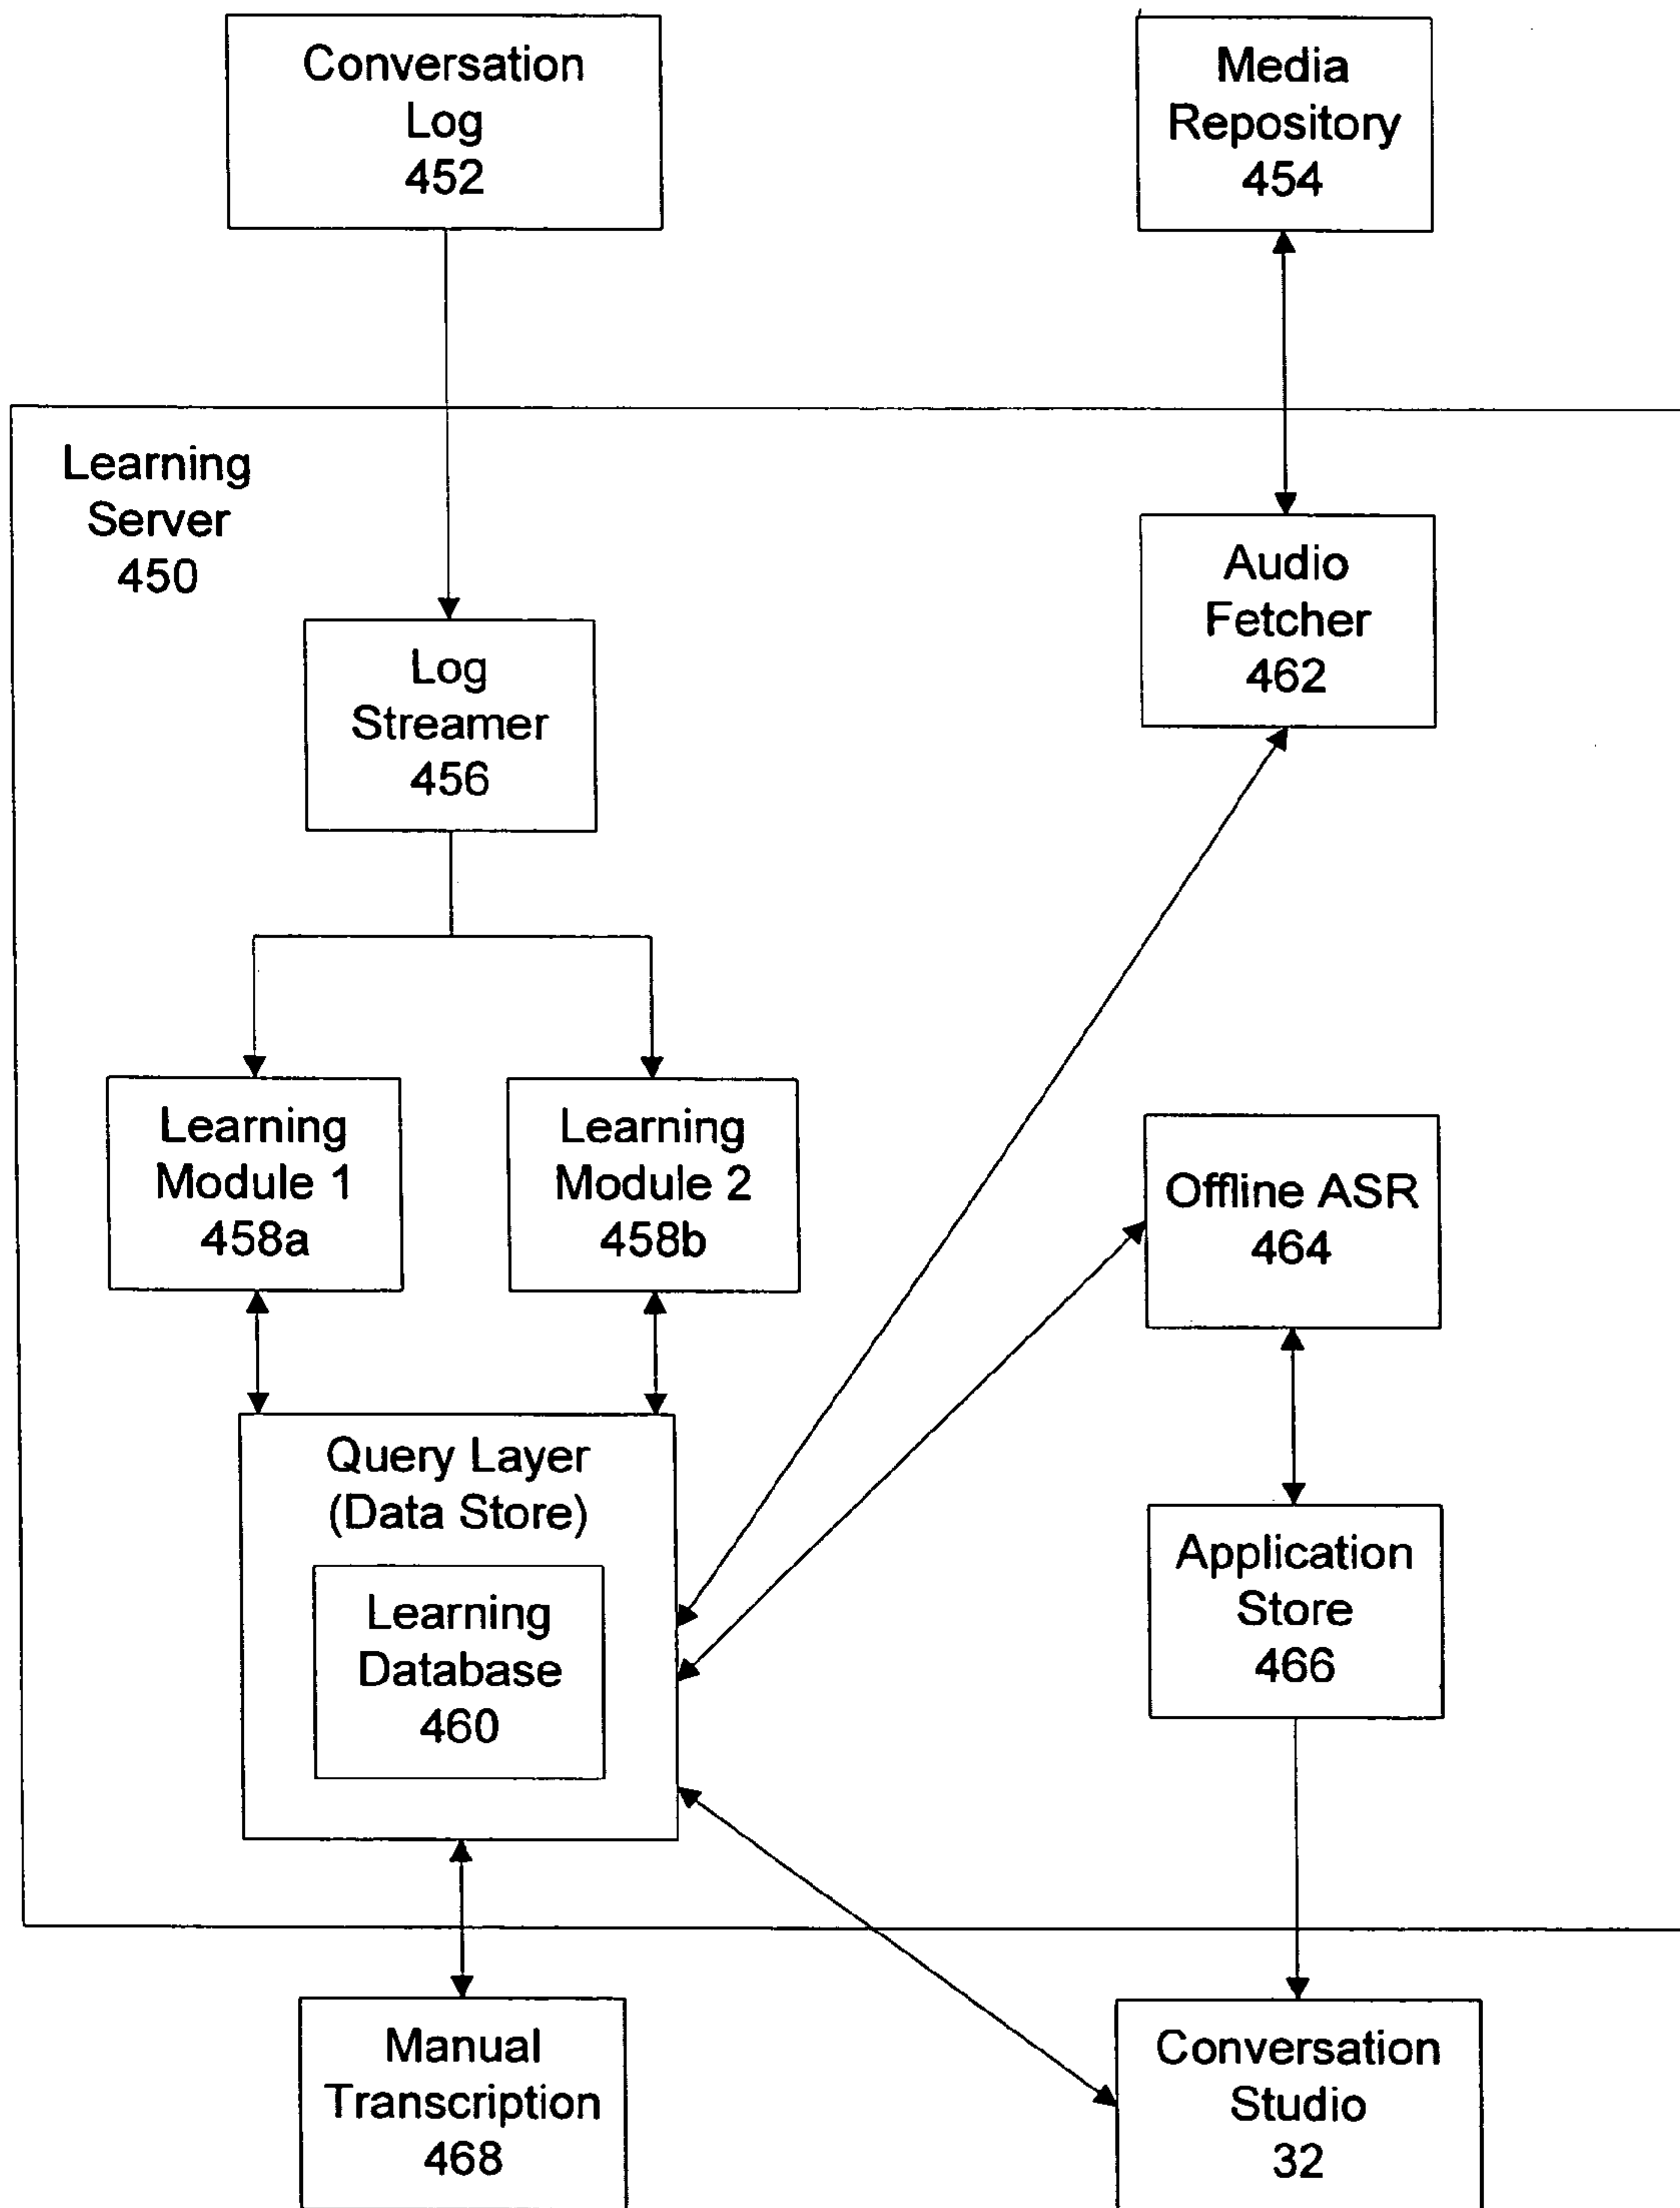 Conversation
Log
452
Media
Repository
454
Learning
Server
450
Audio
Fetcher
462
Log
Streamer
456
Learning
Module 1
458a
Learning
Module 2
458b
Offline ASR
464
Query Layer
(Data Store)
Learning
Database
460
Application
Store
466
Manual
Transcription
468
Conversation
Studio
32